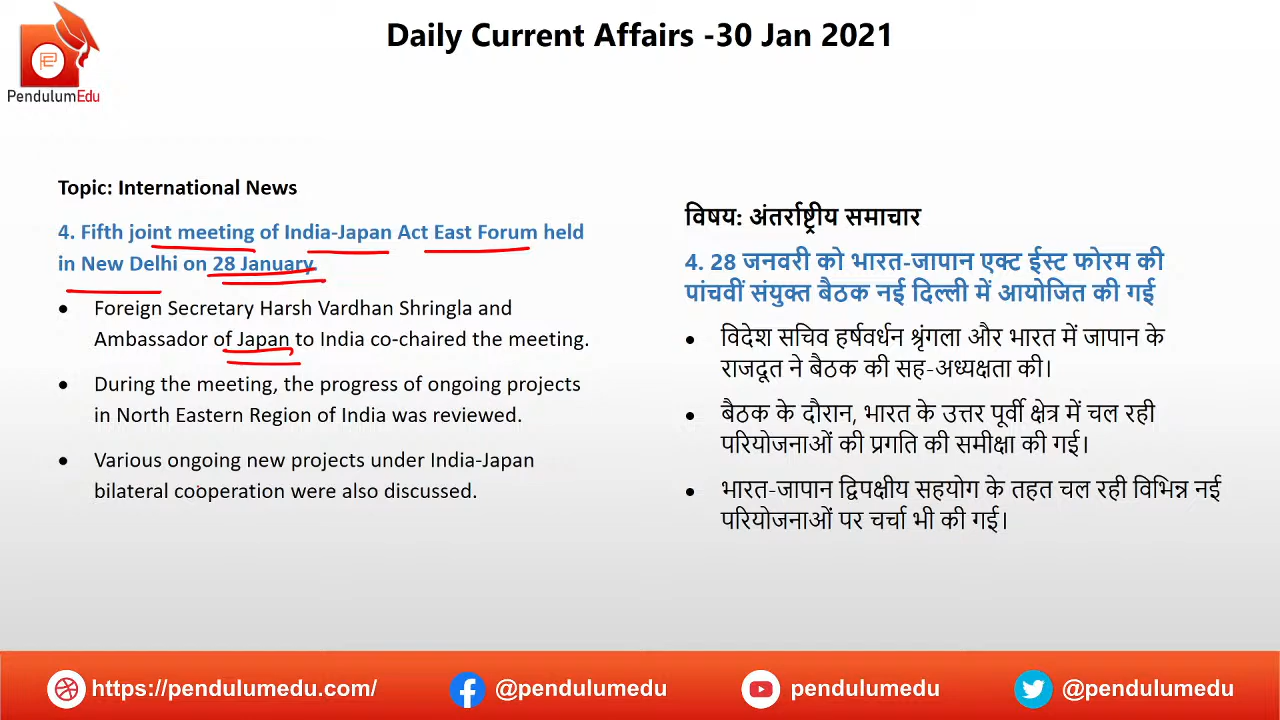 Daily Current Affairs -30 Jan 2021
PendulumEdu
Topic: International News
4. Fifth joint meeting of India-Japan Act East Forum held
in New Delhi on 28 January
• Foreign Secretary Harsh Vardhan Shringla and
Ambassador of Japan to India co-chaired the meeting.
• During the meeting, the progress of ongoing projects
in North Eastern Region of India was reviewed.
• Various ongoing new projects under India-Japan
bilateral cooperation were also discussed.
विषय: अंतर्राष्ट्रीय समाचार
4. 28 जनवरी को भारत-जापान एक्ट ईस्ट फोरम की
पांचवीं संयुक्त बैठक नई दिल्ली में आयोजित की गई
• विदेश सचिव हर्षवर्धन श्रृंगला और भारत में जापान के
राजदूत ने बैठक की सह-अध्यक्षता की।
• बैठक के दौरान, भारत के उत्तर पूर्वी क्षेत्र में चल रही
परियोजनाओं की प्रगति की समीक्षा की गई।
• भारत-जापान द्विपक्षीय सहयोग के तहत चल रही विभिन्न नई
परियोजनाओं पर चर्चा भी की गई।
https://pendulumedu.com/
@pendulumedu
pendulumedu
@pendulumedu